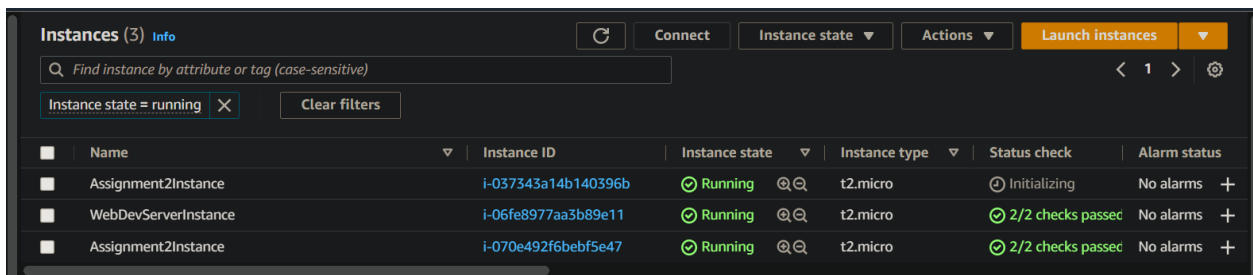 Instances (3) Info Connect Instance state Actions Launch instances
Find instance by attribute or tag (case-sensitive) 1
Instance state = running Clear filters
Name Instance ID Instance state Instance type Status check Alarm status
Assignment2Instance i-037343a14b140396b Running t2.micro Initializing No alarms
WebDevServerInstance i-06fe8977aa3b89e11 Running t2.micro 2/2 checks passed No alarms
Assignment2Instance i-070e492f6bebf5e47 Running t2.micro 2/2 checks passed No alarms